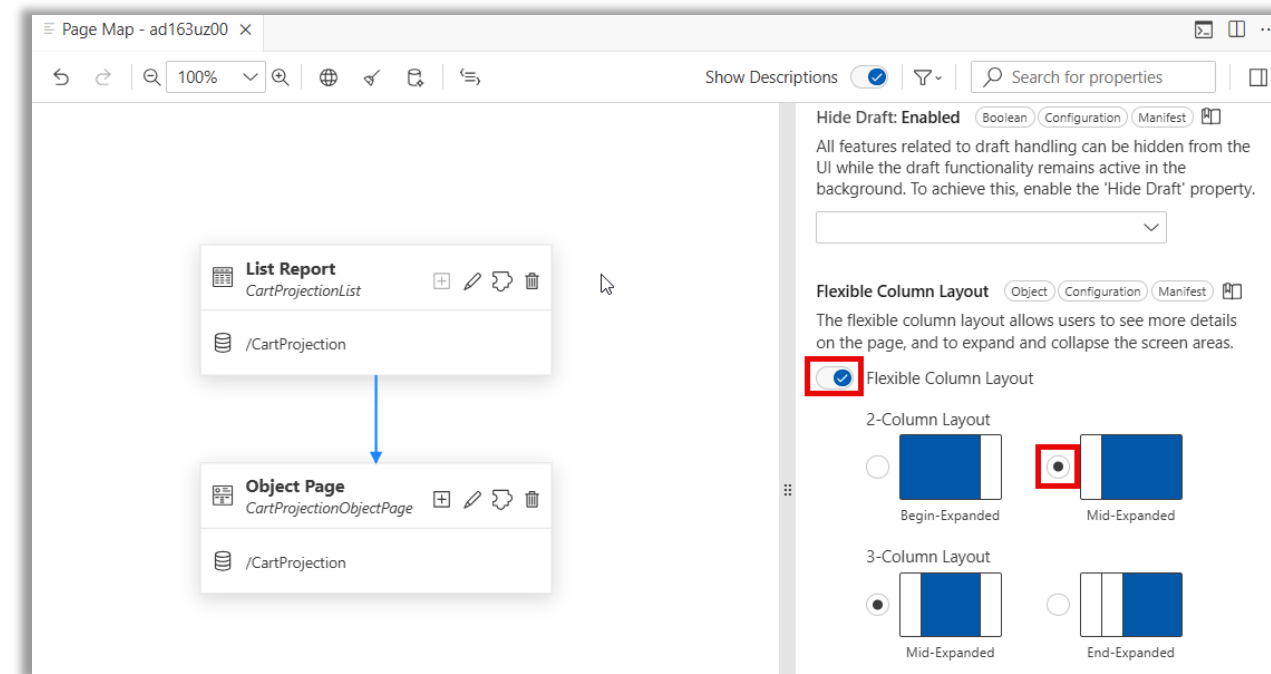 Page Map - ad163uz00
100%
Show Descriptions
Search for properties
Hide Draft: Enabled Boolean Configuration Manifest
All features related to draft handling can be hidden from the
UI while the draft functionality remains active in the
background. To achieve this, enable the 'Hide Draft' property.
List Report
CartProjectionList
/CartProjection
Object Page
CartProjectionObjectPage
/CartProjection
Flexible Column Layout Object Configuration Manifest
The flexible column layout allows users to see more details
on the page, and to expand and collapse the screen areas.
Flexible Column Layout
2-Column Layout
Begin-Expanded Mid-Expanded
3-Column Layout
Mid-Expanded End-Expanded